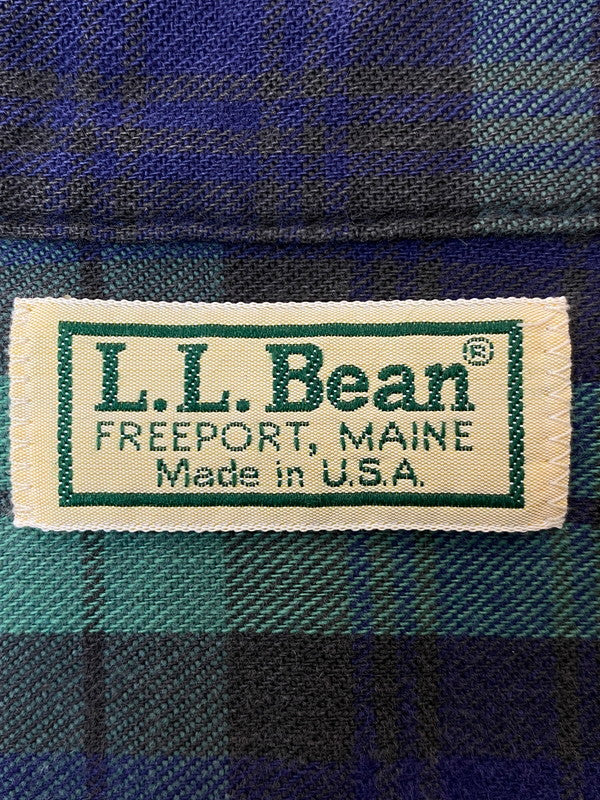 L.L.Bean®
FREEPORT, MAINE
Made in U.S.A.